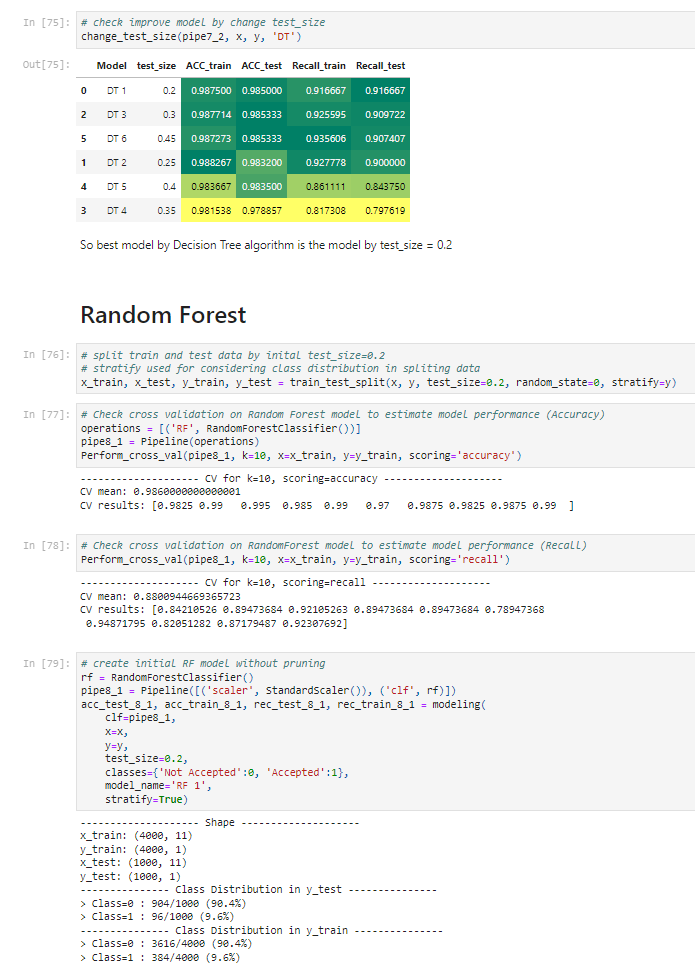 In [75]: # check improve model by change test_size
change_test_size(pipe7_2, x, y, 'DT')
Out[75]:
Model test_size ACC_train ACC_test Recall_train Recall_test
0 DT 1 0.2 0.987500 0.985000 0.916667 0.916667
2 DT 3 0.3 0.987714 0.985333 0.925595 0.909722
5 DT 6 0.45 0.987273 0.985333 0.935606 0.907407
1 DT 2 0.25 0.988267 0.983200 0.927778 0.900000
4 DT 5 0.4 0.983667 0.983500 0.861111 0.843750
3 DT 4 0.35 0.981538 0.978857 0.817308 0.797619
So best model by Decision Tree algorithm is the model by test_size = 0.2
Random Forest
In [76]: # split train and test data by inital test_size=0.2
# stratify used for considering class distribution in spliting data
x_train, x_test, y_train, y_test = train_test_split(x, y, test_size=0.2, random_state=0, stratify=y)
In [77]: # Check cross validation on Random Forest model to estimate model performance (Accuracy)
operations = [('RF', RandomForestClassifier())]
pipe8_1 = Pipeline(operations)
Perform_cross_val(pipe8_1, k=10, x=x_train, y=y_train, scoring='accuracy')
-------------------- CV for k=10, scoring=accuracy --------------------
CV mean: 0.9860000000000001
CV results: [0.9825 0.99   0.995  0.985  0.99   0.97   0.9875 0.9825 0.9875 0.99  ]
In [78]: # Check cross validation on RandomForest model to estimate model performance (Recall)
Perform_cross_val(pipe8_1, k=10, x=x_train, y=y_train, scoring='recall')
-------------------- CV for k=10, scoring=recall --------------------
CV mean: 0.8800944669365723
CV results: [0.84210526 0.89473684 0.92105263 0.89473684 0.89473684 0.78947368
0.94871795 0.82051282 0.87179487 0.92307692]
In [79]: # create initial RF model without pruning
rf = RandomForestClassifier()
pipe8_1 = Pipeline([('scaler', StandardScaler()), ('clf', rf)])
acc_test_8_1, acc_train_8_1, rec_test_8_1, rec_train_8_1 = modeling(
clf=pipe8_1,
x=x,
y=y,
test_size=0.2,
classes={'Not Accepted':0, 'Accepted':1},
model_name='RF 1',
stratify=True)
-------------------- Shape --------------------
x_train: (4000, 11)
y_train: (4000, 1)
x_test: (1000, 11)
y_test: (1000, 1)
--------------- Class Distribution in y_test ---------------
> Class=0 : 904/1000 (90.4%)
> Class=1 : 96/1000 (9.6%)
--------------- Class Distribution in y_train ---------------
> Class=0 : 3616/4000 (90.4%)
> Class=1 : 384/4000 (9.6%)